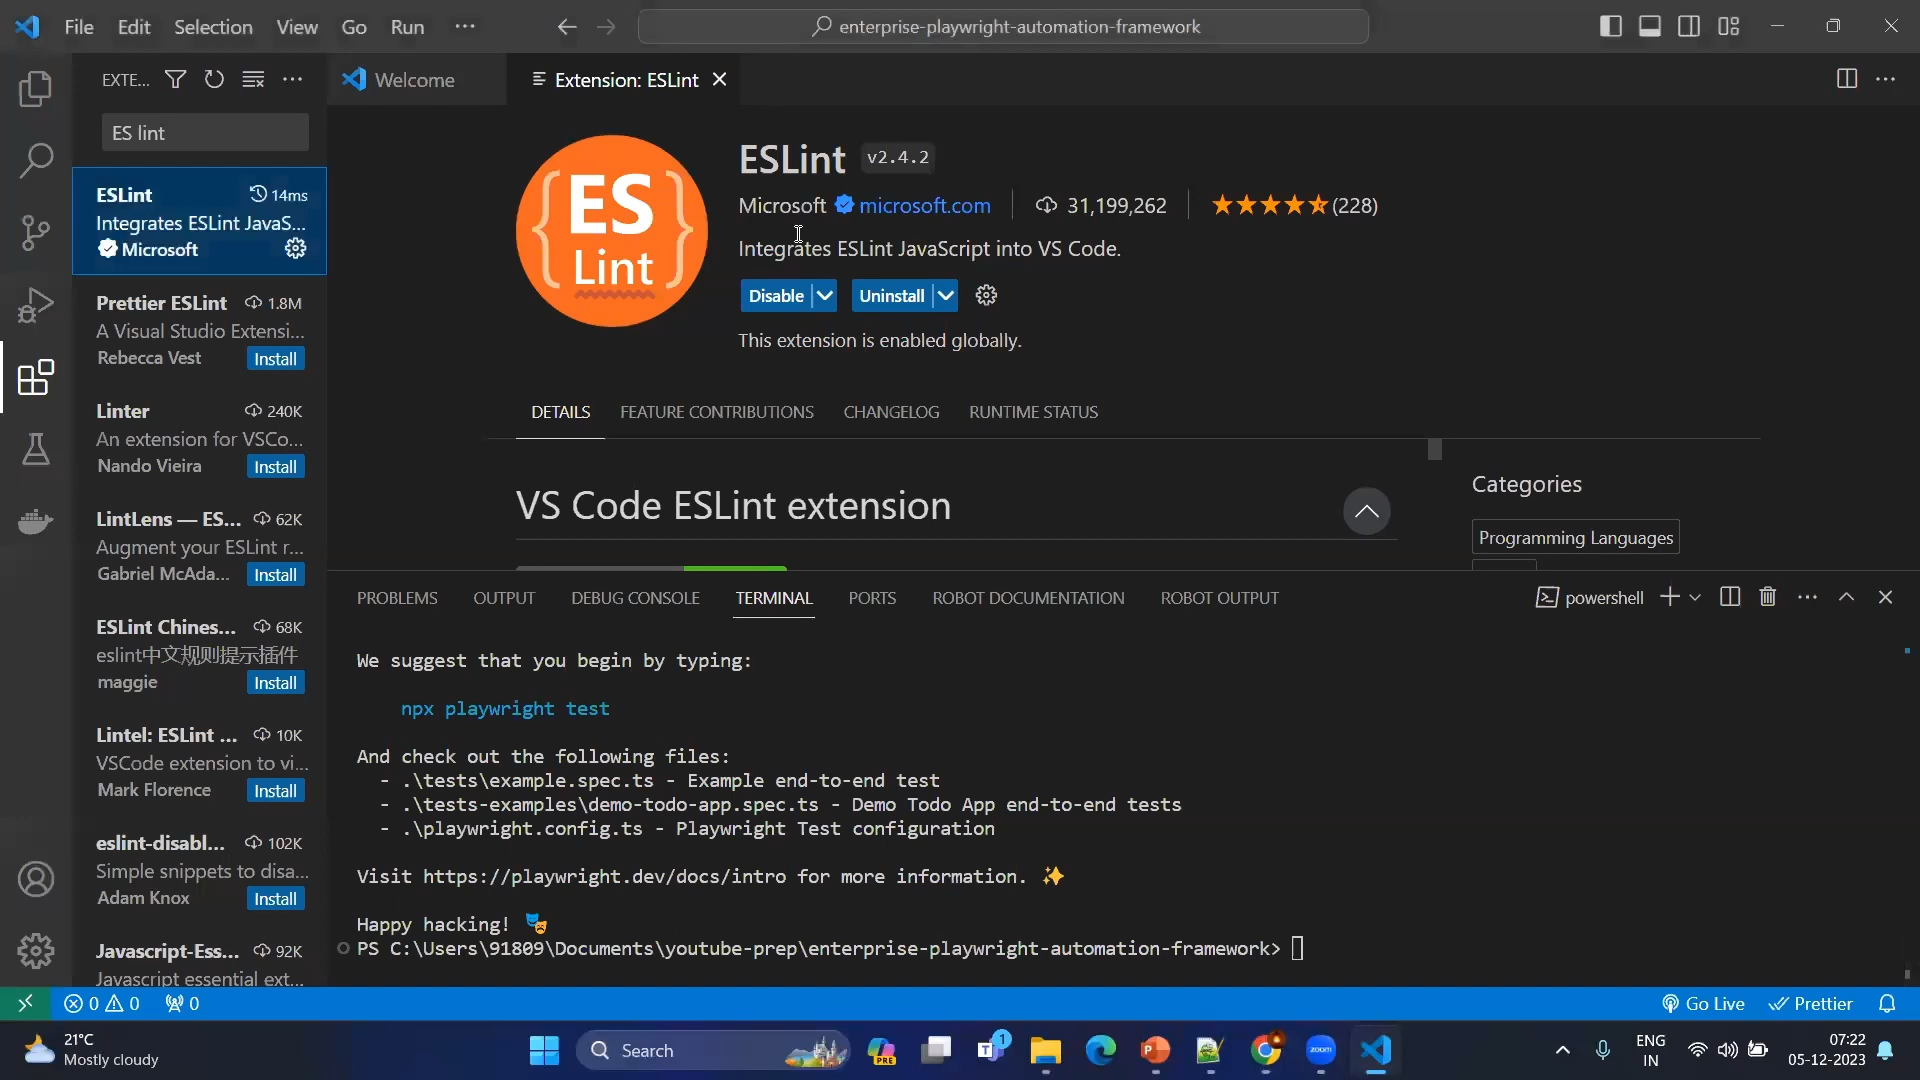 File Edit Selection View Go Run ···
enterprise-playwright-automation-framework
EXTE...
Welcome
Extension: ESLint
ES lint
ESLint 14ms
Integrates ESLint JavaS...
Microsoft
Prettier ESLint 1.8M
A Visual Studio Extensi...
Rebecca Vest Install
Linter 240K
An extension for VSCo...
Nando Vieira Install
LintLens — ES... 62K
Augment your ESLint r...
Gabriel McAda... Install
ESLint Chines... 68K
eslint中文规则提示插件
maggie Install
Lintel: ESLint ... 10K
VSCode extension to vi...
Mark Florence Install
eslint-disabl... 102K
Simple snippets to disa...
Adam Knox Install
Javascript-Ess... 92K
Javascript essential ext...
ES
Lint
ESLint v2.4.2
Microsoft microsoft.com 31,199,262 (228)
Integrates ESLint JavaScript into VS Code.
Disable Uninstall
This extension is enabled globally.
DETAILS FEATURE CONTRIBUTIONS CHANGELOG RUNTIME STATUS
VS Code ESLint extension
Categories
Programming Languages
PROBLEMS OUTPUT DEBUG CONSOLE TERMINAL PORTS ROBOT DOCUMENTATION ROBOT OUTPUT
powershell
We suggest that you begin by typing:
npx playwright test
And check out the following files:
- .\tests\example.spec.ts - Example end-to-end test
- .\tests-examples\demo-todo-app.spec.ts - Demo Todo App end-to-end tests
- .\playwright.config.ts - Playwright Test configuration
Visit https://playwright.dev/docs/intro for more information. ✨
Happy hacking! 🎭
PS C:\Users\91809\Documents\youtube-prep\enterprise-playwright-automation-framework>
0 0 0
Go Live Prettier
21°C
Mostly cloudy
Search
PRE
1
zoom
ENG
IN
07:22
05-12-2023